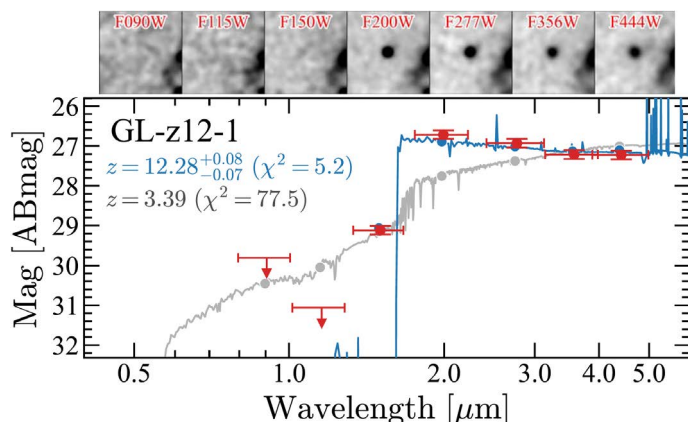 F090W F115W F150W F200W F277W F356W F444W
GL-z12-1
z = 12.28 +0.08 -0.07 (χ² = 5.2)
z = 3.39 (χ² = 77.5)
Mag [ABmag]
26
27
28
29
30
31
32
0.5 1.0 2.0 3.0 4.0 5.0
Wavelength [μm]